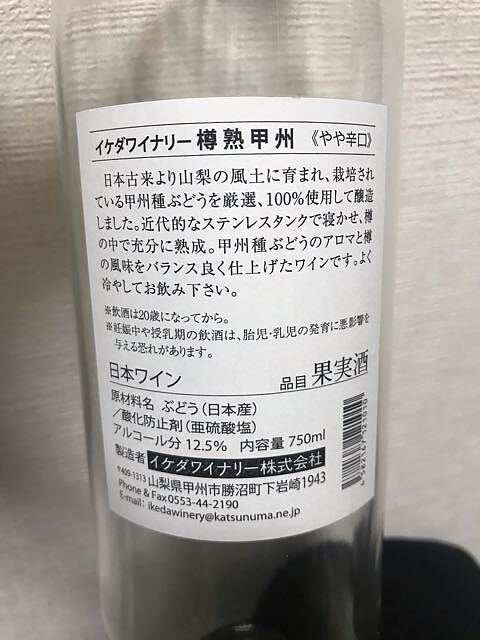 イケダワイナリー 樽熟甲州 《やや辛口》
日本古来より山梨の風土に育まれ、栽培され
ている甲州種ぶどうを厳選、100%使用して醸造
しました。近代的なステンレスタンクで寝かせ、樽
の中で充分に熟成。甲州種ぶどうのアロマと樽
の風味をバランス良く仕上げたワインです。よく
冷やしてお飲み下さい。
※飲酒は20歳になってから。
※妊娠中や授乳期の飲酒は、胎児・乳児の発育に悪影響を
与える恐れがあります。
日本ワイン 品目 果実酒
原材料名 ぶどう(日本産)
/酸化防止剤(亜硫酸塩)
アルコール分 12.5% 内容量 750ml
製造者 イケダワイナリー株式会社
〒409-1313 山梨県甲州市勝沼町下岩崎1943
Phone & Fax 0553-44-2190
E-mail: ikedawinery@katsunuma.ne.jp